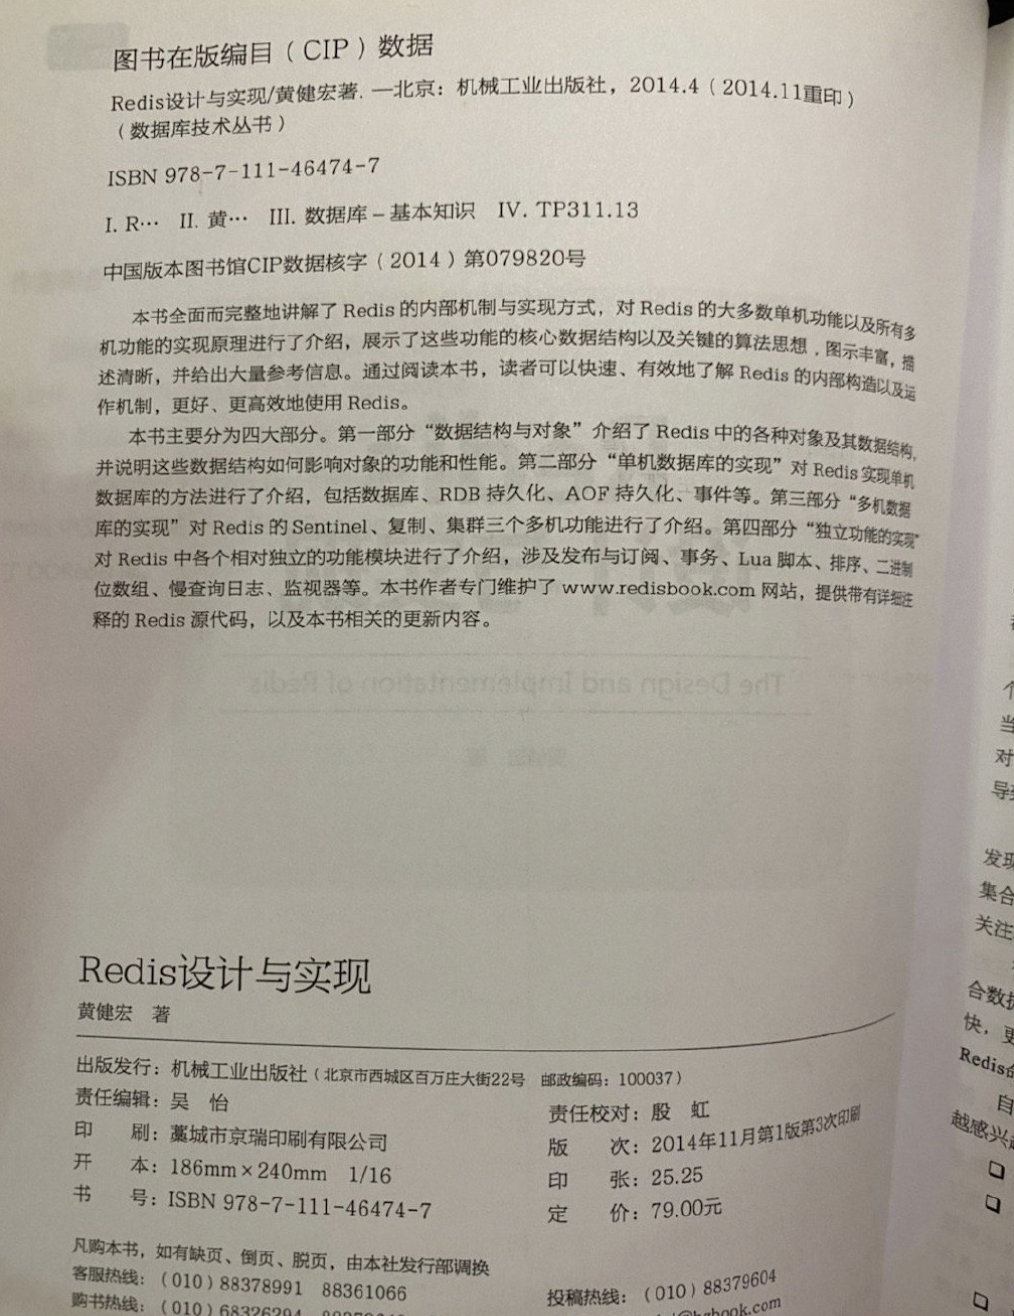 图书在版编目（CIP）数据
Redis设计与实现/黄健宏著. —北京：机械工业出版社，2014.4（2014.11重印）
（数据库技术丛书）
ISBN 978-7-111-46474-7
I. R… II. 黄… III. 数据库－基本知识 IV. TP311.13
中国版本图书馆CIP数据核字（2014）第079820号
本书全面而完整地讲解了 Redis 的内部机制与实现方式，对 Redis 的大多数单机功能以及所有多
机功能的实现原理进行了介绍，展示了这些功能的核心数据结构以及关键的算法思想，图示丰富，描
述清晰，并给出大量参考信息。通过阅读本书，读者可以快速、有效地了解 Redis 的内部构造以及运
作机制，更好、更高效地使用 Redis。
本书主要分为四大部分。第一部分“数据结构与对象”介绍了 Redis 中的各种对象及其数据结构，
并说明这些数据结构如何影响对象的功能和性能。第二部分“单机数据库的实现”对 Redis 实现单机
数据库的方法进行了介绍，包括数据库、RDB 持久化、AOF 持久化、事件等。第三部分“多机数据
库的实现”对 Redis 的 Sentinel、复制、集群三个多机功能进行了介绍。第四部分“独立功能的实现”
对 Redis 中各个相对独立的功能模块进行了介绍，涉及发布与订阅、事务、Lua 脚本、排序、二进制
位数组、慢查询日志、监视器等。本书作者专门维护了 www.redisbook.com 网站，提供带有详细注
释的 Redis 源代码，以及本书相关的更新内容。
The Design and Implementation of Redis
Redis设计与实现
黄健宏 著
出版发行：机械工业出版社（北京市西城区百万庄大街22号 邮政编码：100037）
责任编辑：吴 怡
责任校对：殷 虹
印 刷：藁城市京瑞印刷有限公司
版 次：2014年11月第1版第3次印刷
开 本：186mm×240mm 1/16
印 张：25.25
书 号：ISBN 978-7-111-46474-7
定 价：79.00元
凡购本书，如有缺页、倒页、脱页，由本社发行部调换
客服热线：（010）88378991 88361066
投稿热线：（010）88379604
购书热线：（010）68326294
当
对
发现
集合
关注
合数据
快，更
Redis
自
越感兴